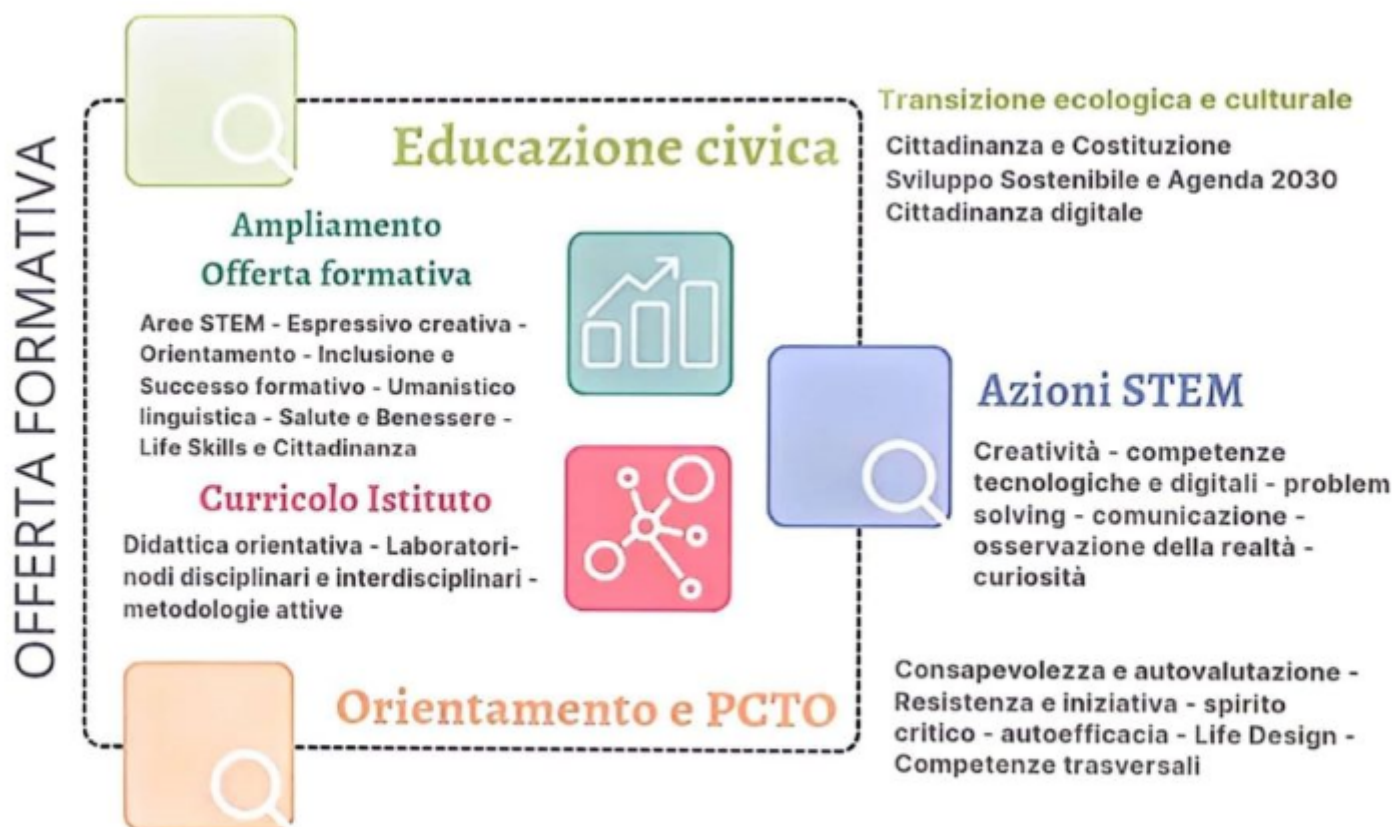 OFFERTA FORMATIVA
Educazione civica
Transizione ecologica e culturale
Cittadinanza e Costituzione
Sviluppo Sostenibile e Agenda 2030
Cittadinanza digitale
Ampliamento
Offerta formativa
Aree STEM - Espressivo creativa -
Orientamento - Inclusione e
Successo formativo - Umanistico
linguistica - Salute e Benessere -
Life Skills e Cittadinanza
Azioni STEM
Creatività - competenze
tecnologiche e digitali - problem
solving - comunicazione -
osservazione della realtà -
curiosità
Curricolo Istituto
Didattica orientativa - Laboratori-
nodi disciplinari e interdisciplinari -
metodologie attive
Orientamento e PCTO
Consapevolezza e autovalutazione -
Resistenza e iniziativa - spirito
critico - autoefficacia - Life Design -
Competenze trasversali